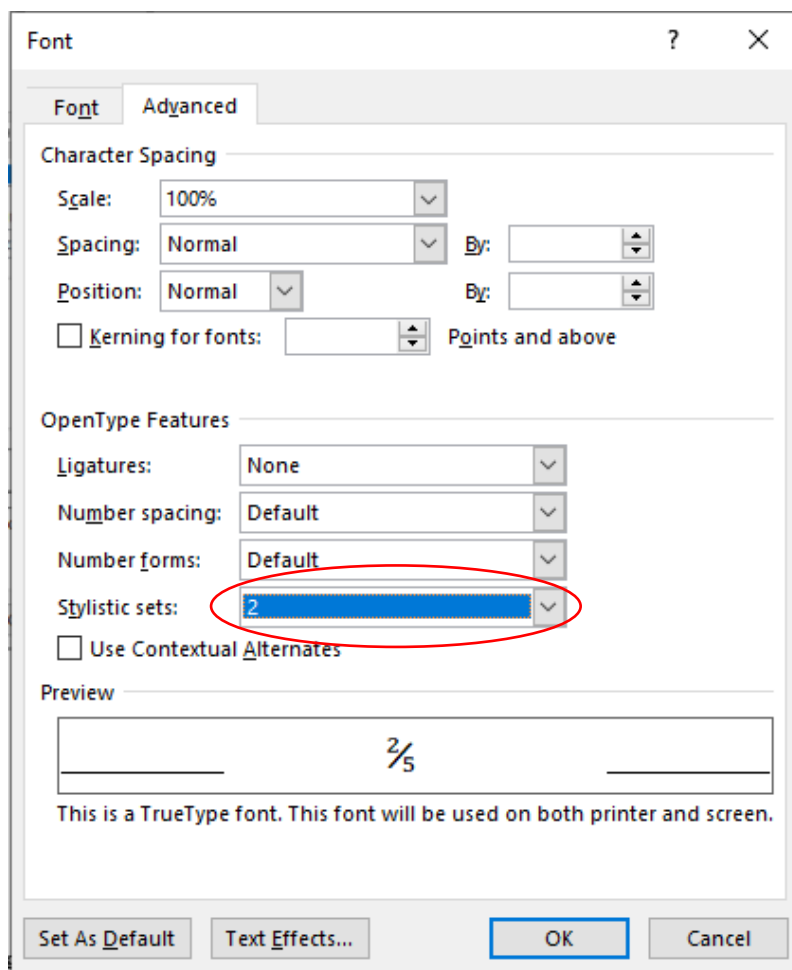 Font ? ×
Font Advanced
Character Spacing
Scale: 100%
Spacing: Normal By:
Position: Normal By:
Kerning for fonts: Points and above
OpenType Features
Ligatures: None
Number spacing: Default
Number forms: Default
Stylistic sets: 2
Use Contextual Alternates
Preview
⅖
This is a TrueType font. This font will be used on both printer and screen.
Set As Default Text Effects... OK Cancel